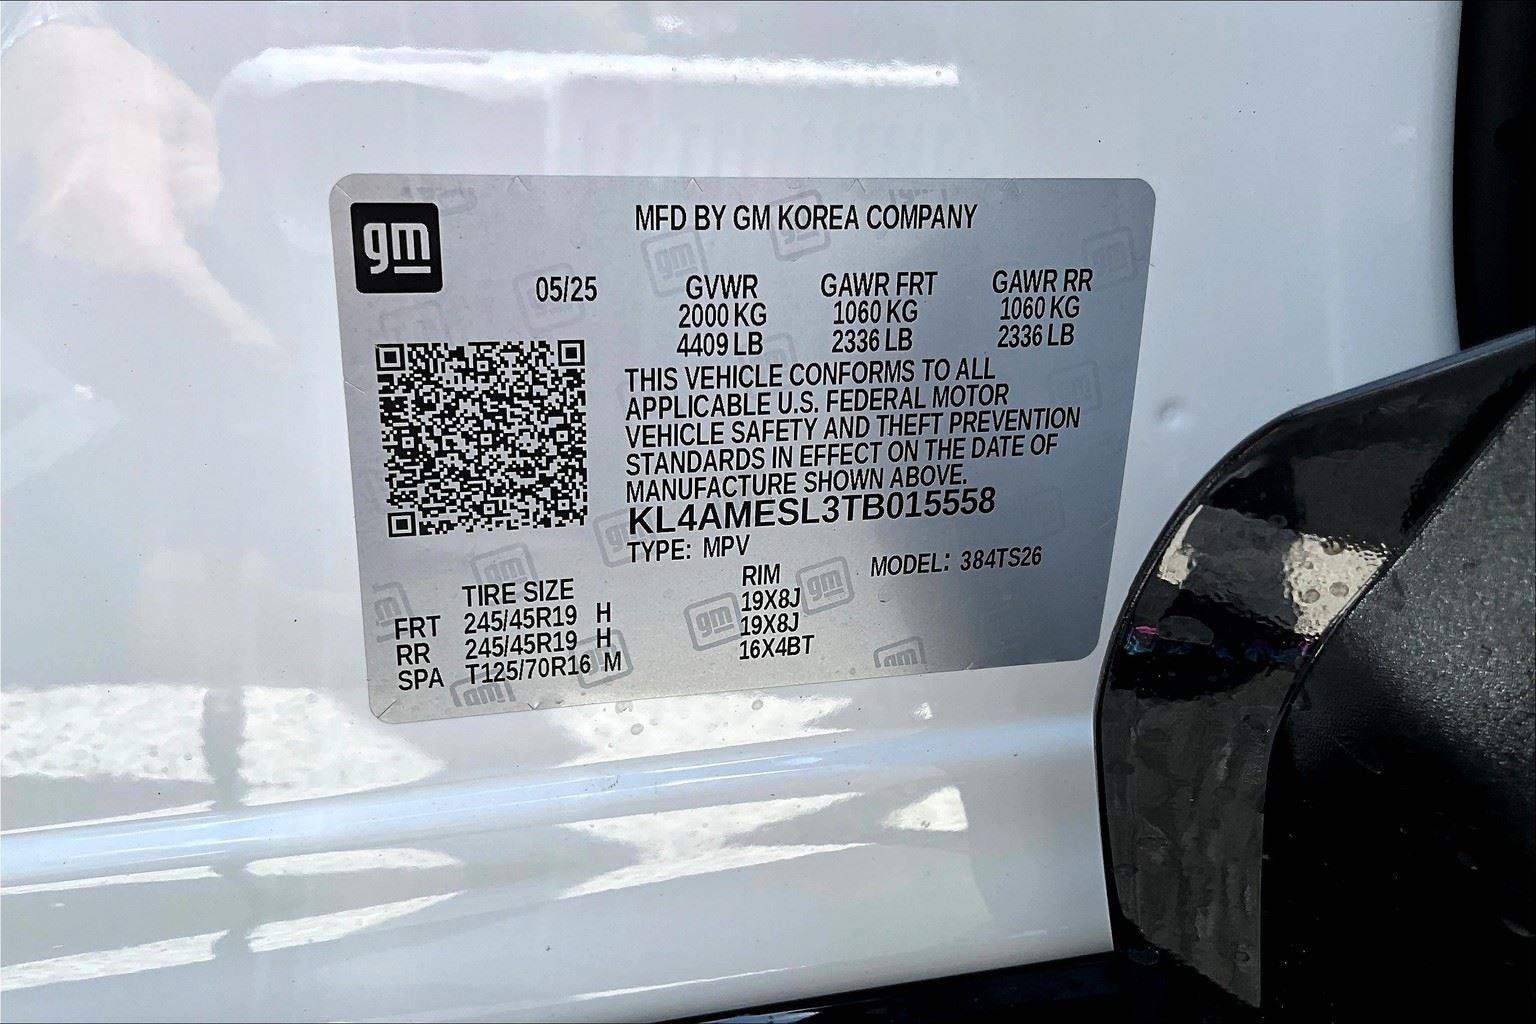 gm
MFD BY GM KOREA COMPANY
05/25 GVWR GAWR FRT GAWR RR
2000 KG 1060 KG 1060 KG
4409 LB 2336 LB 2336 LB
THIS VEHICLE CONFORMS TO ALL
APPLICABLE U.S. FEDERAL MOTOR
VEHICLE SAFETY AND THEFT PREVENTION
STANDARDS IN EFFECT ON THE DATE OF
MANUFACTURE SHOWN ABOVE.
KL4AMESL3TB015558
TYPE: MPV MODEL: 384TS26
TIRE SIZE RIM
FRT 245/45R19 H 19X8J
RR 245/45R19 H 19X8J
SPA T125/70R16 M 16X4BT